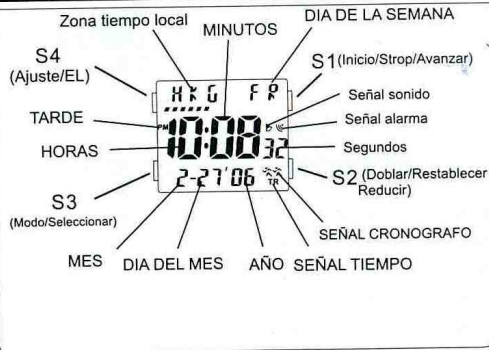 Zona tiempo local
MINUTOS
DIA DE LA SEMANA
S4
(Ajuste/EL)
S1 (Inicio/Strop/Avanzar)
HKG FR
Señal sonido
TARDE
PM
10:08
Señal alarma
HORAS
32
Segundos
2-27'06
TR
S3
(Modo/Seleccionar)
S2 (Doblar/Restablecer
Reducir)
SEÑAL CRONOGRAFO
MES
DIA DEL MES
AÑO
SEÑAL TIEMPO